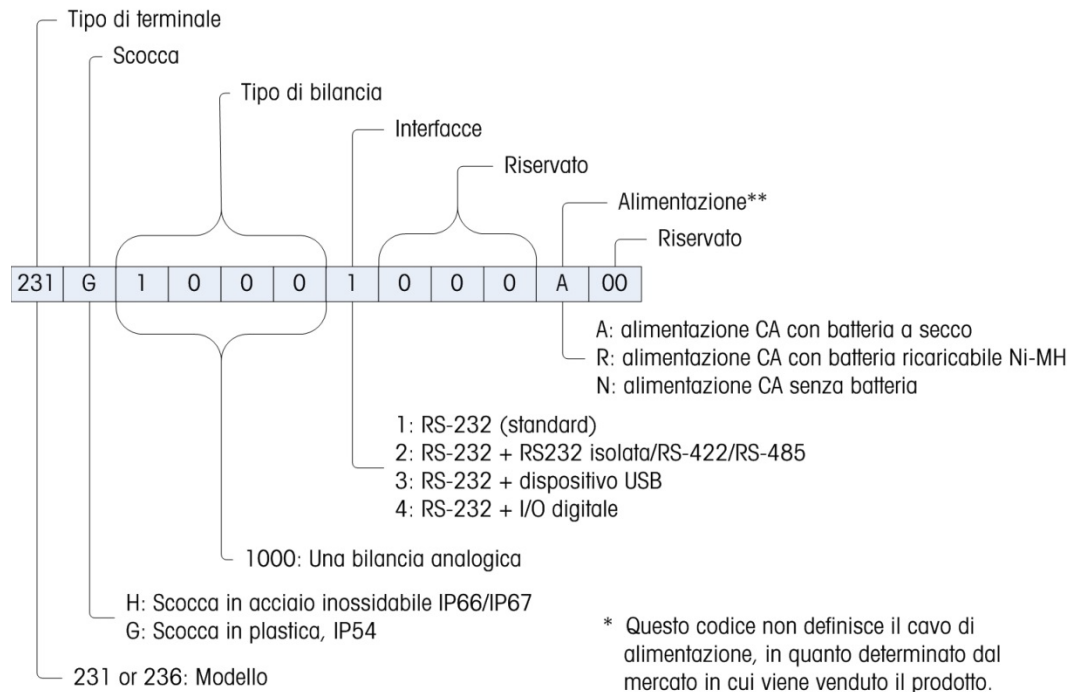 Tipo di terminale
Scocca
Tipo di bilancia
Interfacce
Riservato
Alimentazione**
Riservato
231 G 1 0 0 0 1 0 0 0 A 00
A: alimentazione CA con batteria a secco
R: alimentazione CA con batteria ricaricabile Ni-MH
N: alimentazione CA senza batteria
1: RS-232 (standard)
2: RS-232 + RS232 isolata/RS-422/RS-485
3: RS-232 + dispositivo USB
4: RS-232 + I/O digitale
1000: Una bilancia analogica
H: Scocca in acciaio inossidabile IP66/IP67
G: Scocca in plastica, IP54
231 or 236: Modello
* Questo codice non definisce il cavo di
alimentazione, in quanto determinato dal
mercato in cui viene venduto il prodotto.